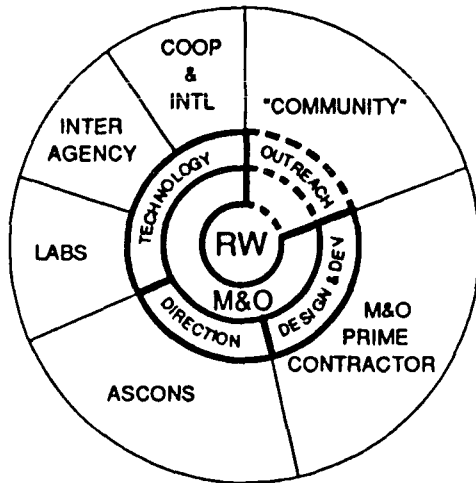 COOP
&
INTL
"COMMUNITY"
INTER
AGENCY
TECHNOLOGY
OUTREACH
LABS
RW
M&O
DIRECTION
DESIGN & DEV
M&O
PRIME
CONTRACTOR
ASCONS